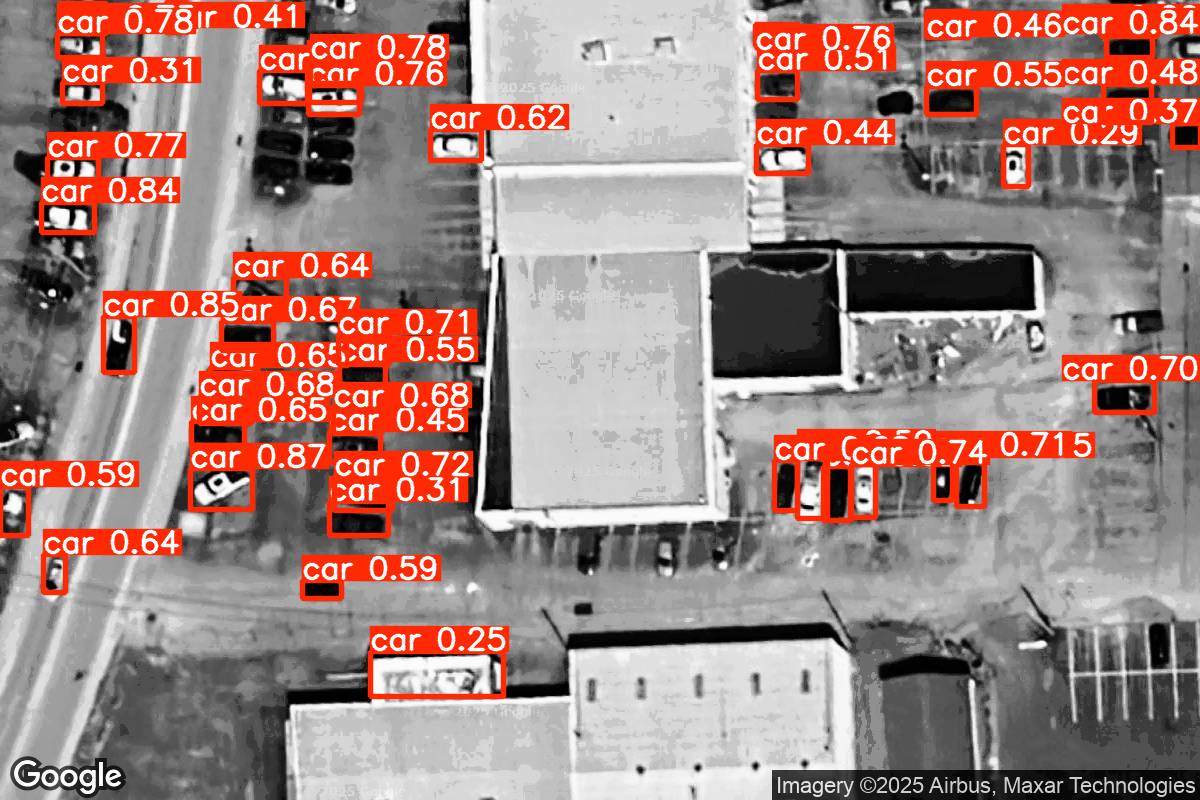 car 0.78
0.41
car 0.31
car
car 0.78
car 0.76
car 0.62
car 0.76
car 0.51
car 0.44
car 0.46
car 0.84
car 0.55
car 0.48
car 0.37
car 0.29
© 2025 Google
car 0.77
car 0.84
car 0.64
car 0.85
car 0.67
car 0.71
car 0.55
car 0.65
car 0.68
car 0.65
car 0.68
car 0.45
car 0.87
car 0.72
car 0.31
car 0.59
car 0.64
car 0.59
car 0.25
car 0.70
car
car 0.74
Google
Imagery ©2025 Airbus, Maxar Technologies